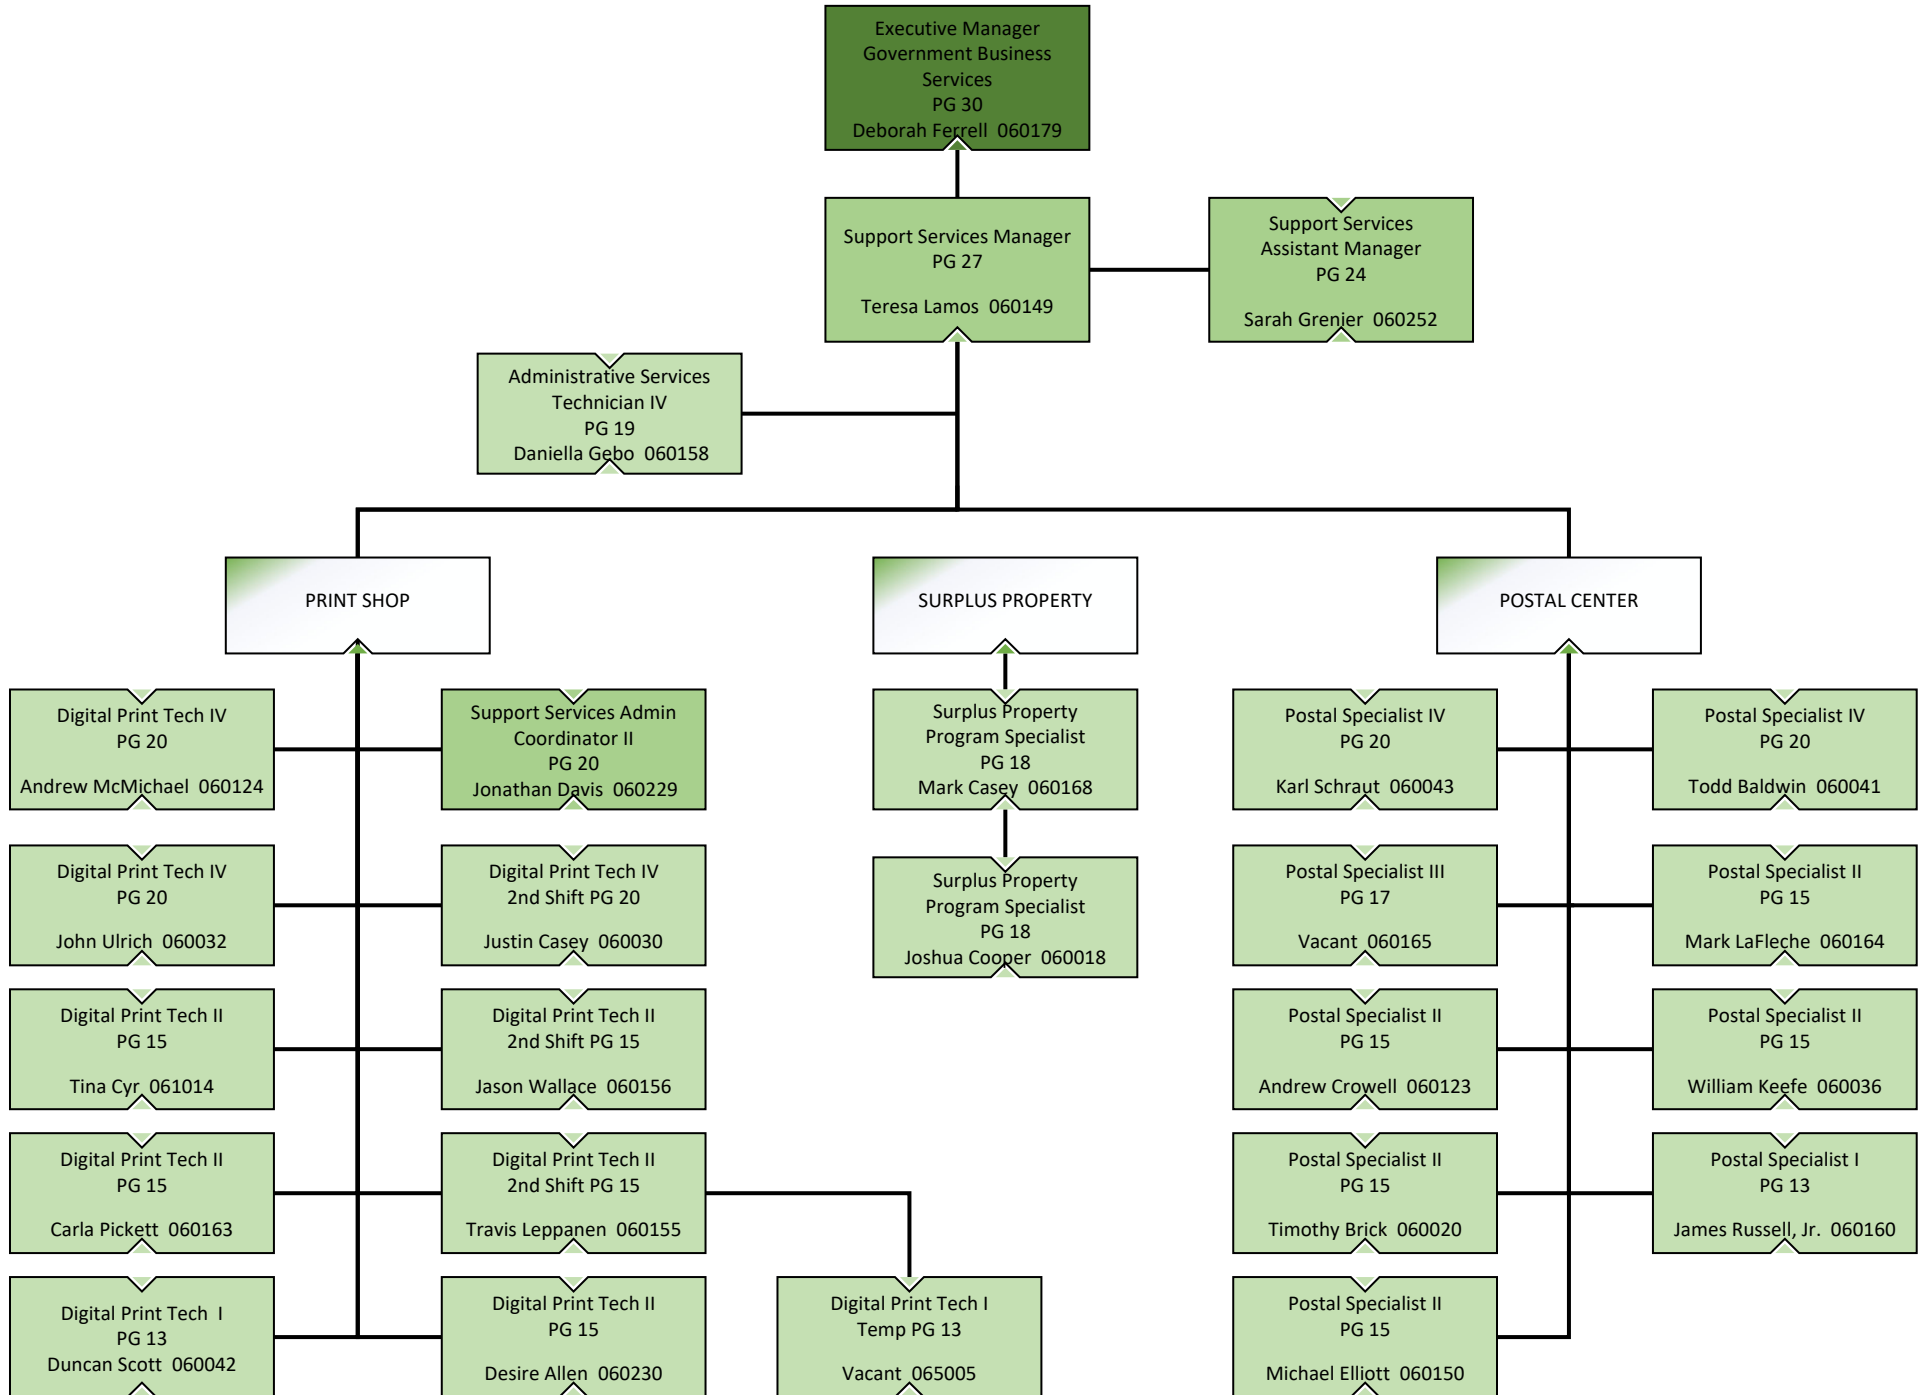 Executive Manager
Government Business
Services
PG 30
Deborah Ferrell 060179
Support Services Manager
PG 27
Teresa Lamos 060149
Support Services
Assistant Manager
PG 24
Sarah Grenier 060252
Administrative Services
Technician IV
PG 19
Daniella Gebo 060158
PRINT SHOP
SURPLUS PROPERTY
POSTAL CENTER
Digital Print Tech IV
PG 20
Andrew McMichael 060124
Support Services Admin
Coordinator II
PG 20
Jonathan Davis 060229
Surplus Property
Program Specialist
PG 18
Mark Casey 060168
Postal Specialist IV
PG 20
Karl Schraut 060043
Postal Specialist IV
PG 20
Todd Baldwin 060041
Digital Print Tech IV
PG 20
John Ulrich 060032
Digital Print Tech IV
2nd Shift PG 20
Justin Casey 060030
Surplus Property
Program Specialist
PG 18
Joshua Cooper 060018
Postal Specialist III
PG 17
Vacant 060165
Postal Specialist II
PG 15
Mark LaFleche 060164
Digital Print Tech II
PG 15
Tina Cyr 061014
Digital Print Tech II
2nd Shift PG 15
Jason Wallace 060156
Postal Specialist II
PG 15
Andrew Crowell 060123
Postal Specialist II
PG 15
William Keefe 060036
Digital Print Tech II
PG 15
Carla Pickett 060163
Digital Print Tech II
2nd Shift PG 15
Travis Leppanen 060155
Postal Specialist II
PG 15
Timothy Brick 060020
Postal Specialist I
PG 13
James Russell, Jr. 060160
Digital Print Tech I
PG 13
Duncan Scott 060042
Digital Print Tech II
PG 15
Desire Allen 060230
Digital Print Tech I
Temp PG 13
Vacant 065005
Postal Specialist II
PG 15
Michael Elliott 060150